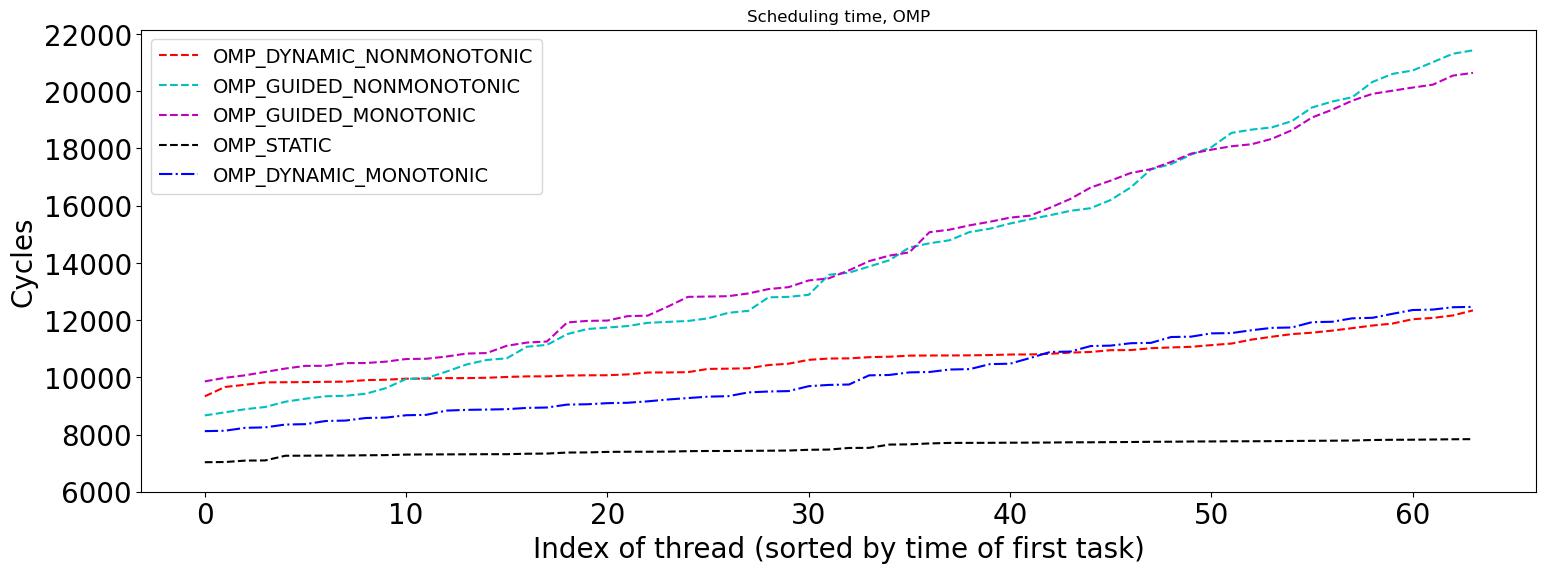 Scheduling time, OMP
22000
20000
18000
16000
14000
12000
10000
8000
6000
Cycles
OMP_DYNAMIC_NONMONOTONIC
OMP_GUIDED_NONMONOTONIC
OMP_GUIDED_MONOTONIC
OMP_STATIC
OMP_DYNAMIC_MONOTONIC
0 10 20 30 40 50 60
Index of thread (sorted by time of first task)